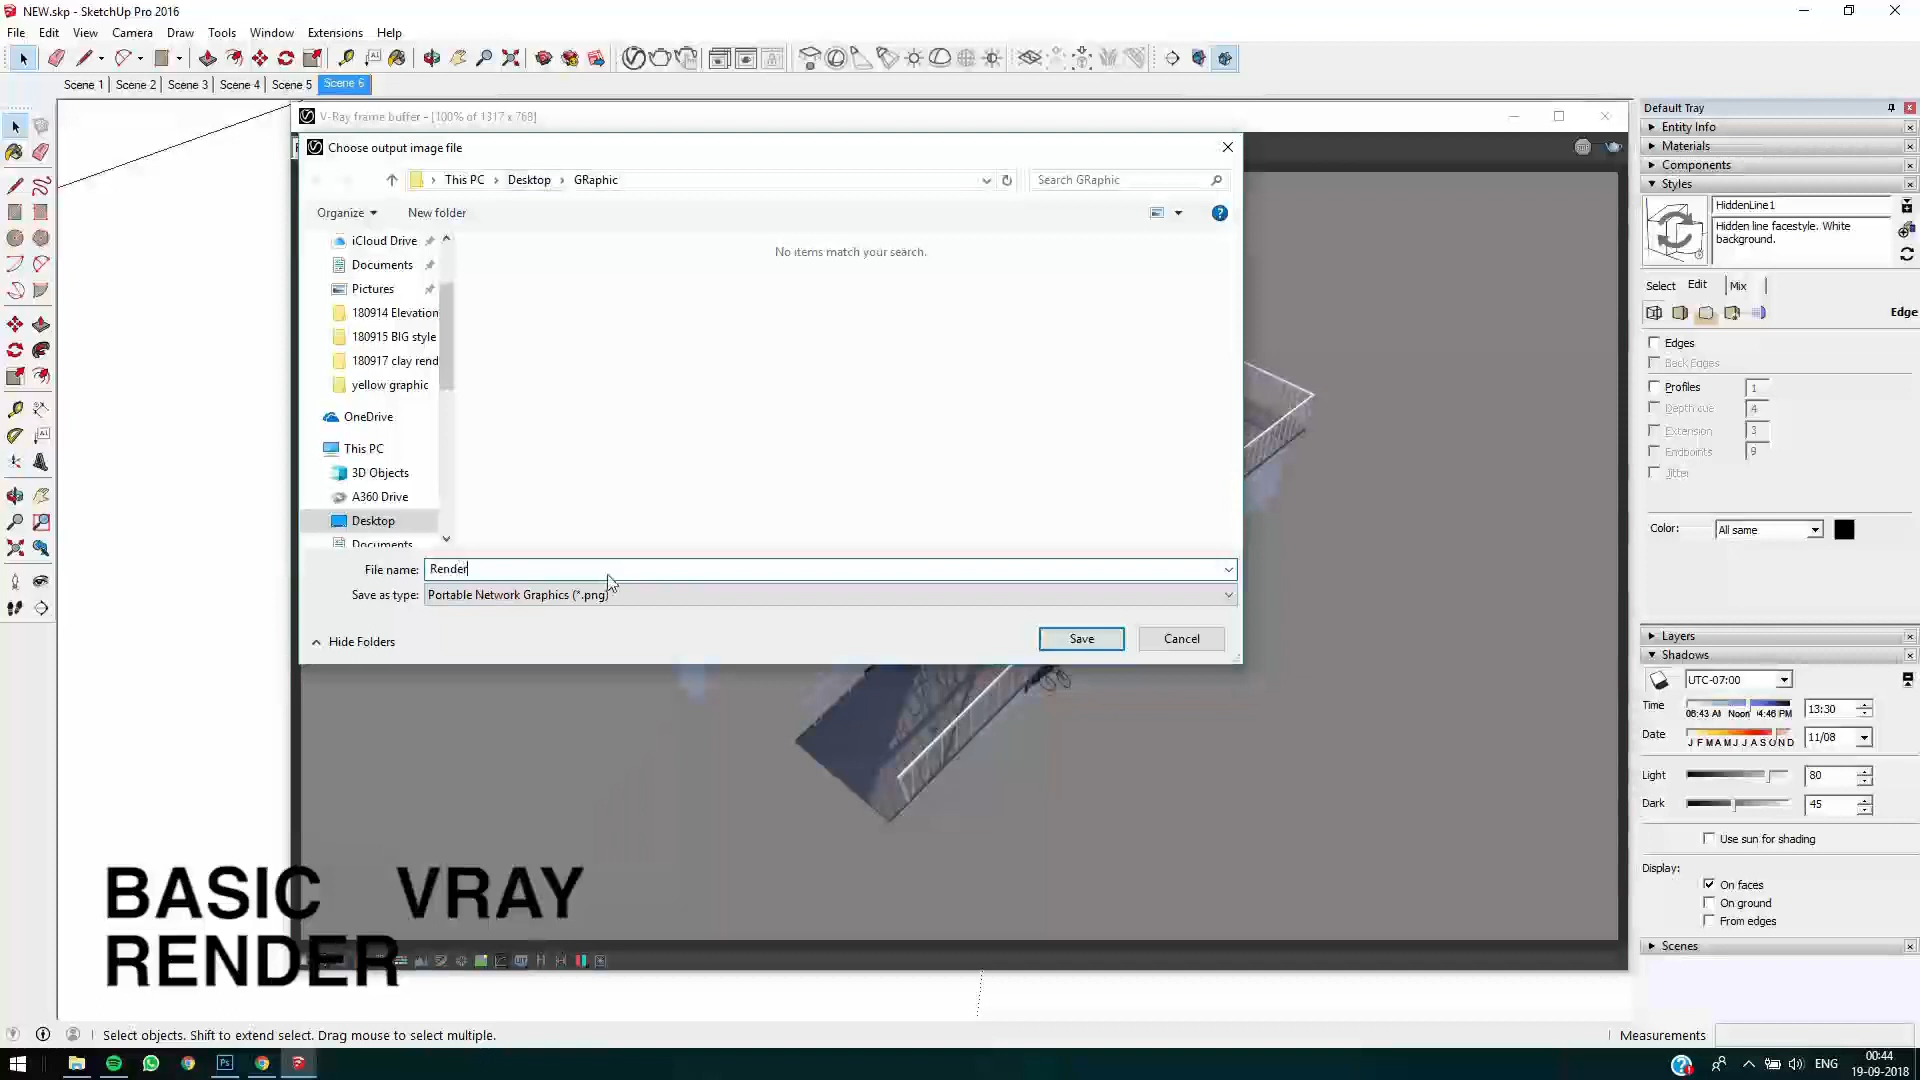 NEW.skp - SketchUp Pro 2016
File Edit View Camera Draw Tools Window Extensions Help
Scene 1 Scene 2 Scene 3 Scene 4 Scene 5 Scene 6
V-Ray frame buffer - [100% of 1317 x 768]
Choose output image file
This PC > Desktop > GRaphic
Search GRaphic
Organize New folder
iCloud Drive
Documents
Pictures
180914 Elevation
180915 BIG style
180917 clay rend
yellow graphic
OneDrive
This PC
3D Objects
A360 Drive
Desktop
Documents
No items match your search.
File name: Render
Save as type: Portable Network Graphics (*.png)
Hide Folders
Save Cancel
Default Tray
Entity Info
Materials
Components
Styles
HiddenLine1
Hidden line facestyle. White
background.
Select Edit Mix
Edge
Edges
Back Edges
Profiles 1
Depth cue 4
Extension 3
Endpoints 9
Jitter
Color: All same
Layers
Shadows
UTC-07:00
Time 06:43 AM Noon 04:46 PM 13:30
Date J F M A M J J A S O N D 11/08
Light 80
Dark 45
Use sun for shading
Display:
On faces
On ground
From edges
Scenes
BASIC VRAY
RENDER
Select objects. Shift to extend select. Drag mouse to select multiple.
Measurements
ENG
00:44
19-09-2018